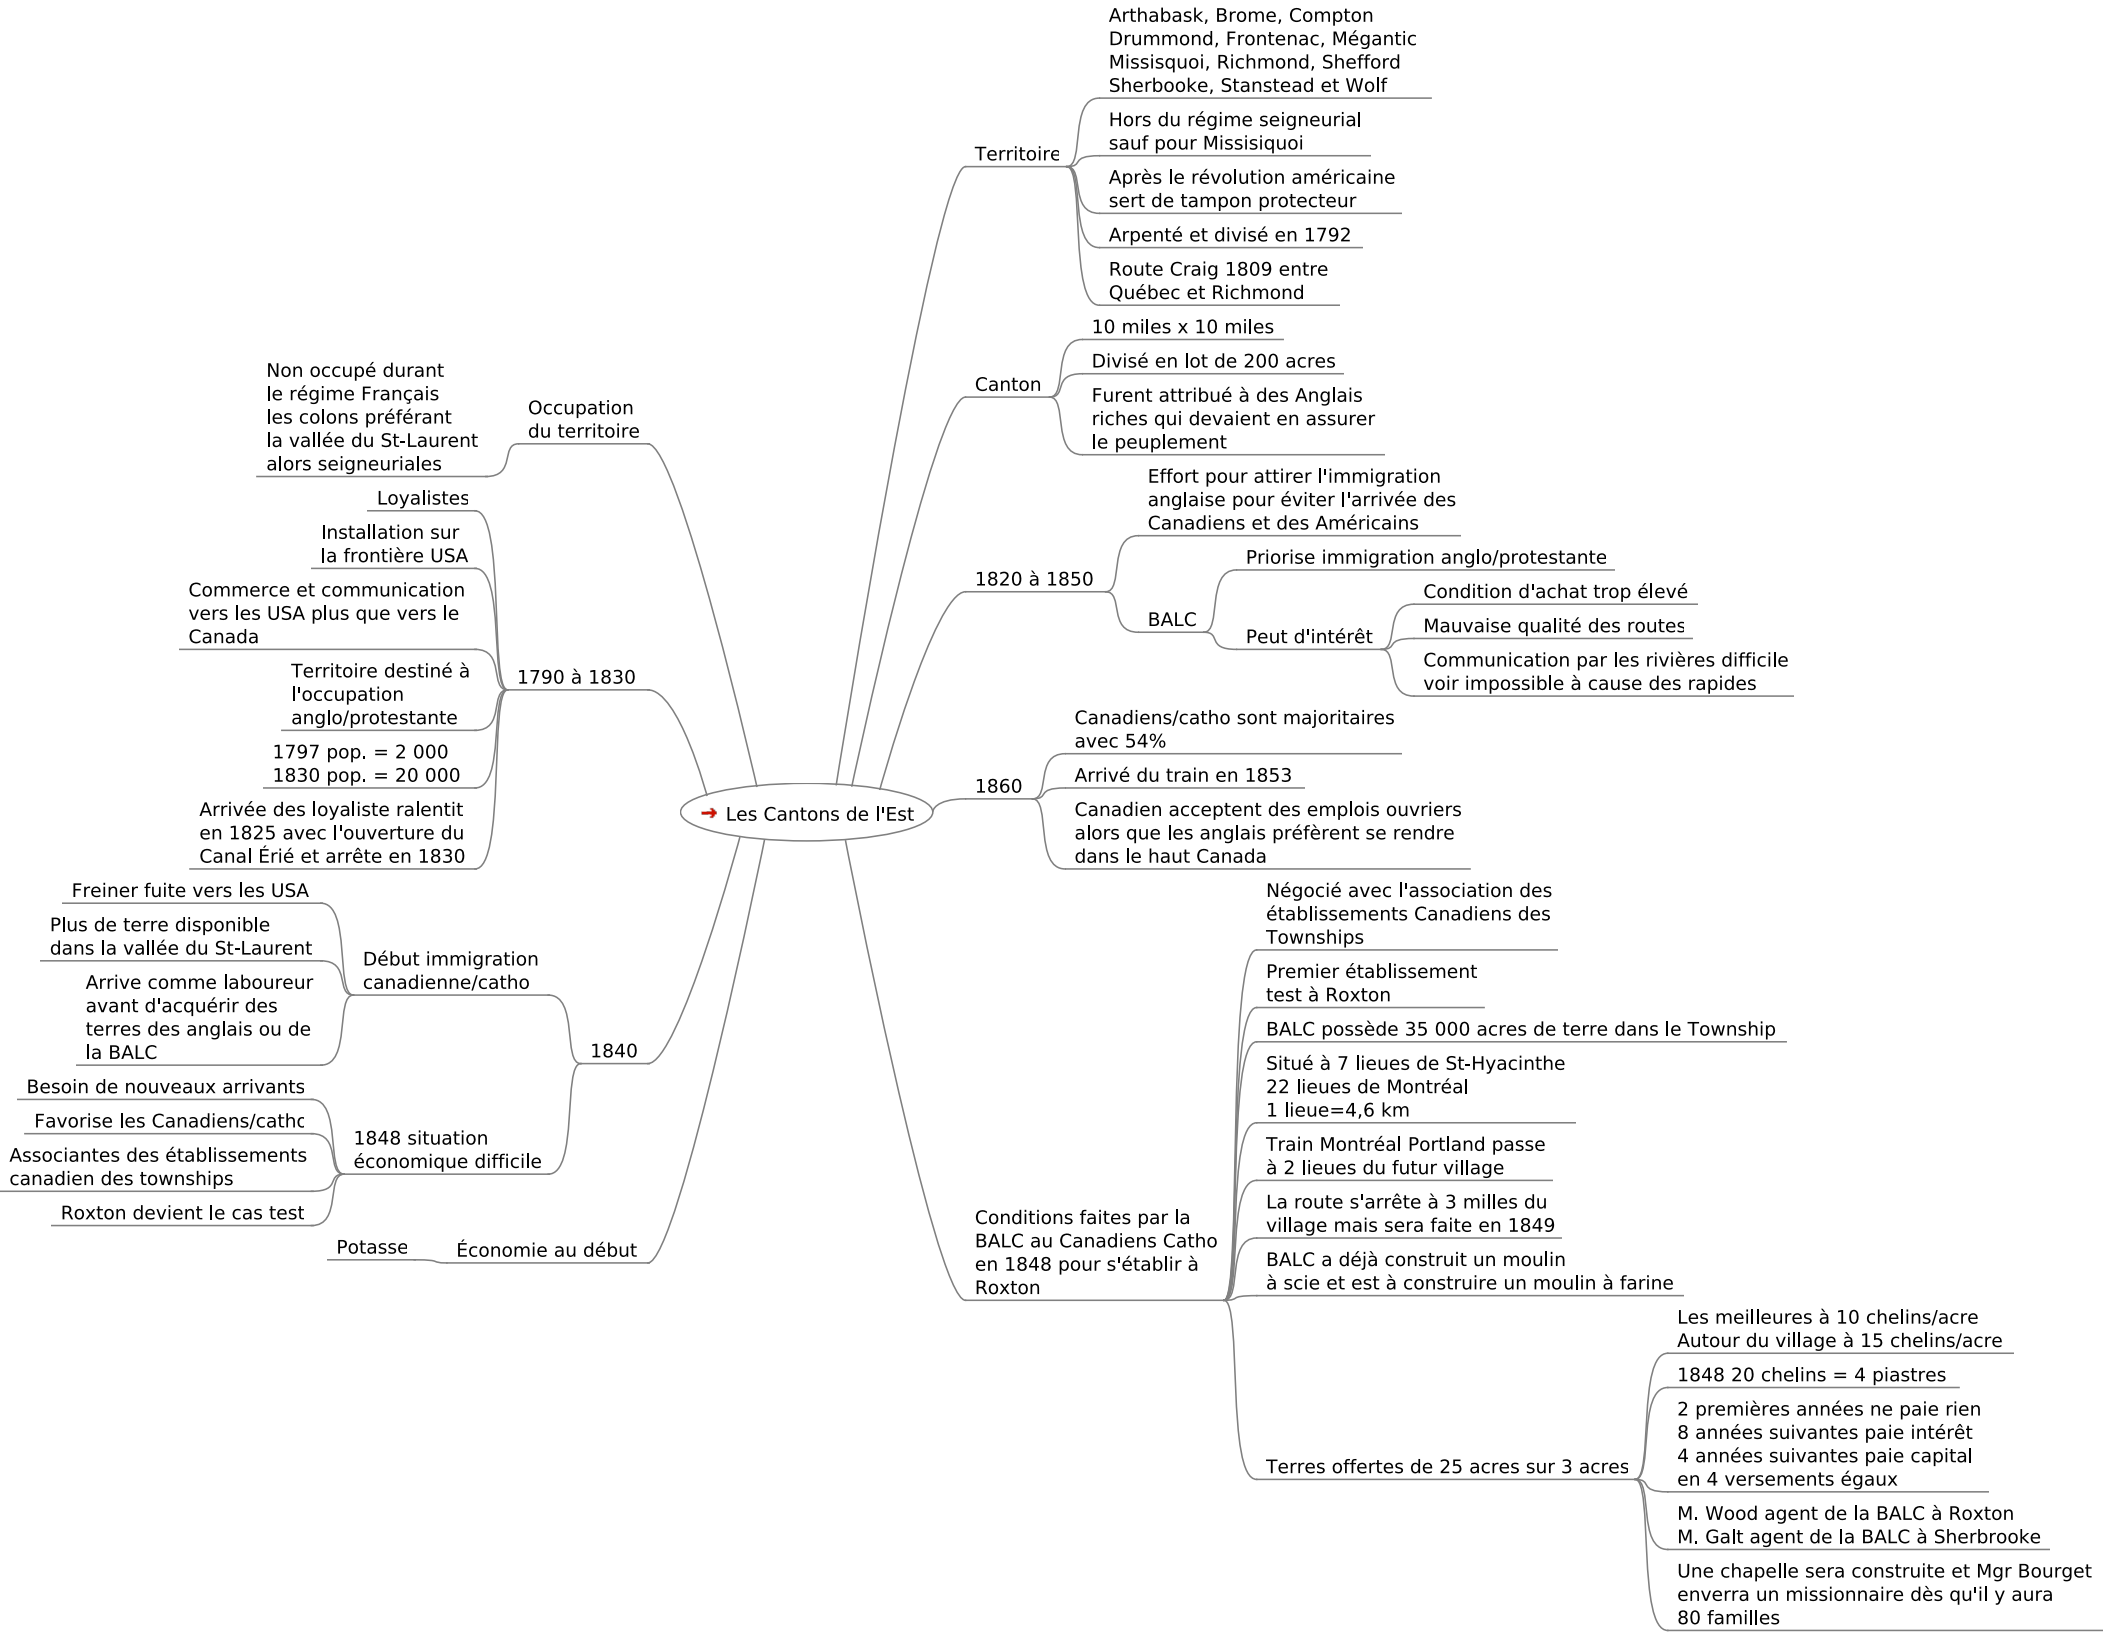 Les Cantons de l'Est
Territoire
Arthabask, Brome, Compton
Drummond, Frontenac, Mégantic
Missisquoi, Richmond, Shefford
Sherbooke, Stanstead et Wolf
Hors du régime seigneurial
sauf pour Missisiquoi
Après le révolution américaine
sert de tampon protecteur
Arpenté et divisé en 1792
Route Craig 1809 entre
Québec et Richmond
Canton
10 miles x 10 miles
Divisé en lot de 200 acres
Furent attribué à des Anglais
riches qui devaient en assurer
le peuplement
1820 à 1850
Effort pour attirer l'immigration
anglaise pour éviter l'arrivée des
Canadiens et des Américains
BALC
Priorise immigration anglo/protestante
Peut d'intérêt
Condition d'achat trop élevé
Mauvaise qualité des routes
Communication par les rivières difficile
voir impossible à cause des rapides
1860
Canadiens/catho sont majoritaires
avec 54%
Arrivé du train en 1853
Canadien acceptent des emplois ouvriers
alors que les anglais préfèrent se rendre
dans le haut Canada
Conditions faites par la
BALC au Canadiens Catho
en 1848 pour s'établir à
Roxton
Négocié avec l'association des
établissements Canadiens des
Townships
Premier établissement
test à Roxton
BALC possède 35 000 acres de terre dans le Township
Situé à 7 lieues de St-Hyacinthe
22 lieues de Montréal
1 lieue=4,6 km
Train Montréal Portland passe
à 2 lieues du futur village
La route s'arrête à 3 milles du
village mais sera faite en 1849
BALC a déjà construit un moulin
à scie et est à construire un moulin à farine
Terres offertes de 25 acres sur 3 acres
Les meilleures à 10 chelins/acre
Autour du village à 15 chelins/acre
1848 20 chelins = 4 piastres
2 premières années ne paie rien
8 années suivantes paie intérêt
4 années suivantes paie capital
en 4 versements égaux
M. Wood agent de la BALC à Roxton
M. Galt agent de la BALC à Sherbrooke
Une chapelle sera construite et Mgr Bourget
enverra un missionnaire dès qu'il y aura
80 familles
Occupation
du territoire
Non occupé durant
le régime Français
les colons préférant
la vallée du St-Laurent
alors seigneuriales
1790 à 1830
Loyalistes
Installation sur
la frontière USA
Commerce et communication
vers les USA plus que vers le
Canada
Territoire destiné à
l'occupation
anglo/protestante
1797 pop. = 2 000
1830 pop. = 20 000
Arrivée des loyaliste ralentit
en 1825 avec l'ouverture du
Canal Érié et arrête en 1830
1840
Début immigration
canadienne/catho
Freiner fuite vers les USA
Plus de terre disponible
dans la vallée du St-Laurent
Arrive comme laboureur
avant d'acquérir des
terres des anglais ou de
la BALC
1848 situation
économique difficile
Besoin de nouveaux arrivants
Favorise les Canadiens/catho
Associantes des établissements
canadien des townships
Roxton devient le cas test
Économie au début
Potasse